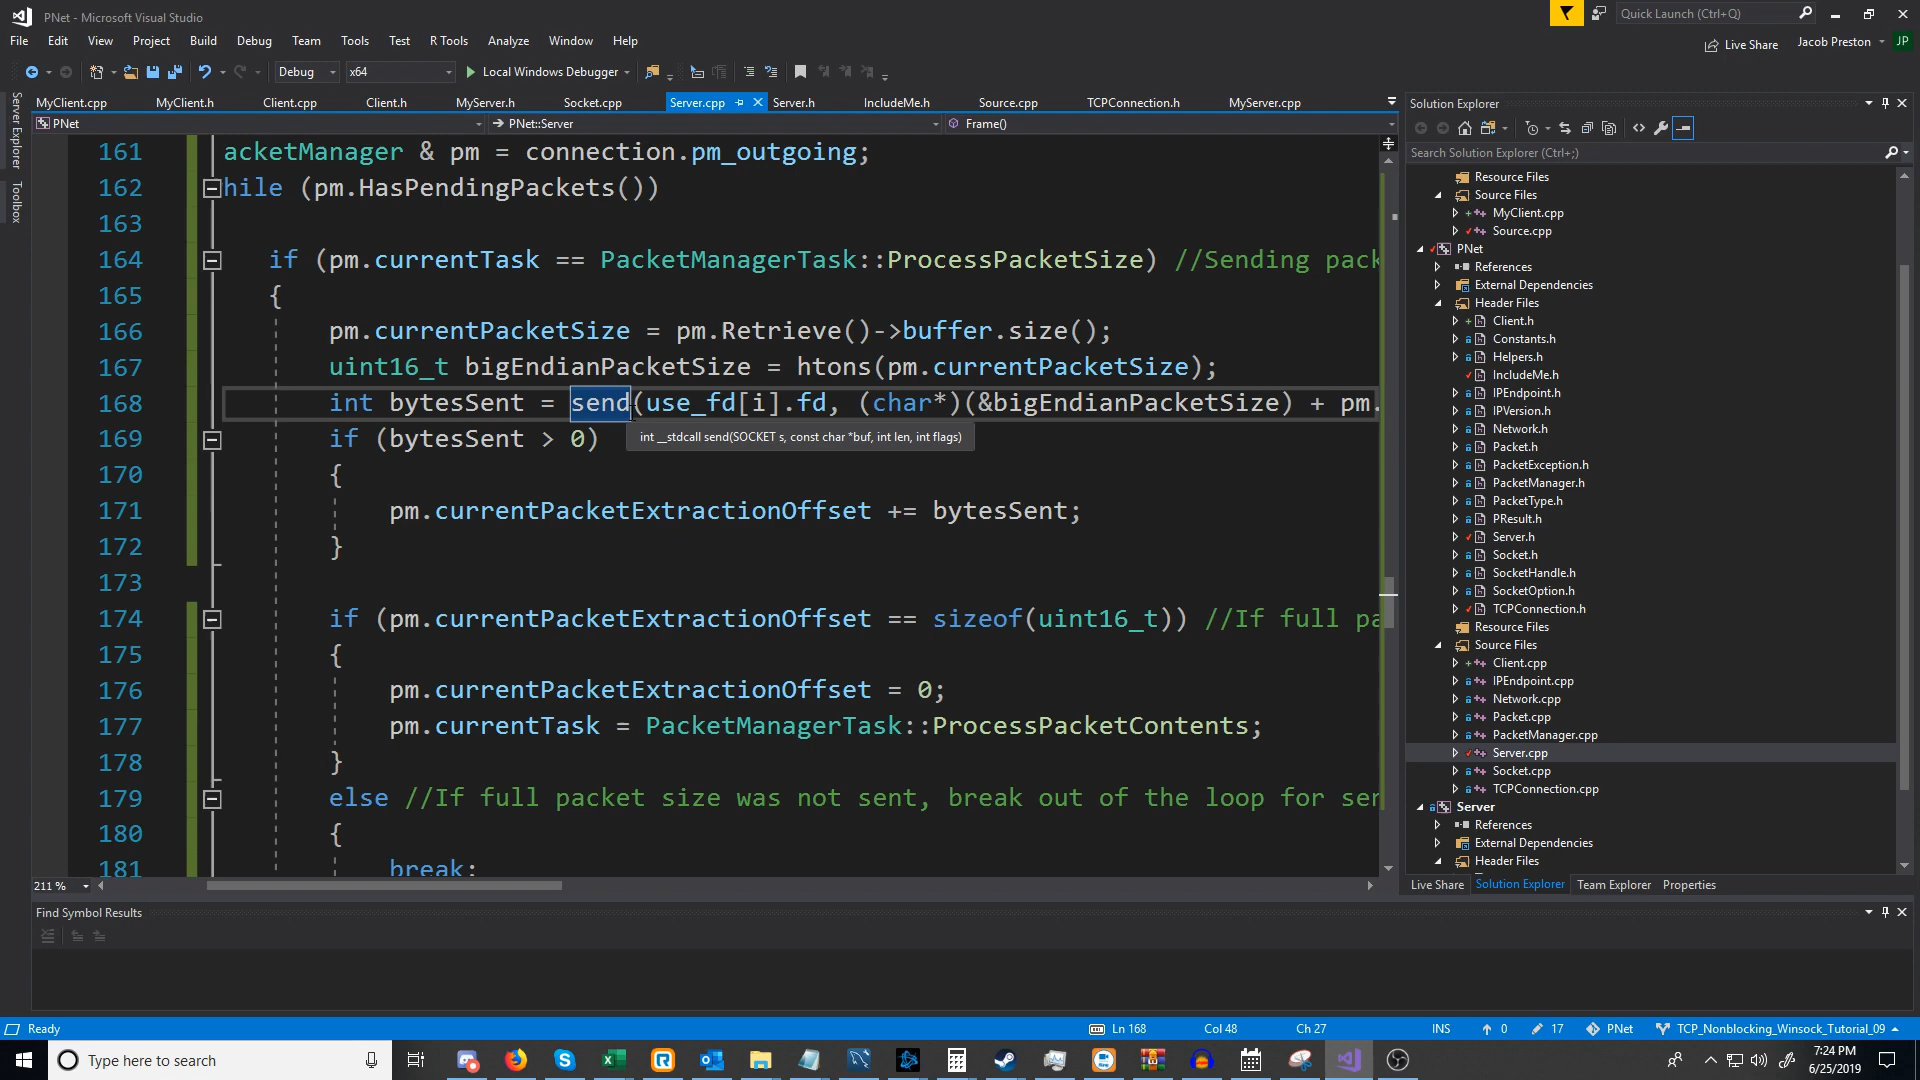 PNet - Microsoft Visual Studio
Quick Launch (Ctrl+Q)
File Edit View Project Build Debug Team Tools Test R Tools Analyze Window Help
Live Share
Jacob Preston
JP
Debug
x64
Local Windows Debugger
Server Explorer
Toolbox
MyClient.cpp MyClient.h Client.cpp Client.h MyServer.h Socket.cpp Server.cpp Server.h IncludeMe.h Source.cpp TCPConnection.h MyServer.cpp
PNet
PNet::Server
Frame()
161 acketManager & pm = connection.pm_outgoing;
162 hile (pm.HasPendingPackets())
163
164 if (pm.currentTask == PacketManagerTask::ProcessPacketSize) //Sending pack
165 {
166 pm.currentPacketSize = pm.Retrieve()->buffer.size();
167 uint16_t bigEndianPacketSize = htons(pm.currentPacketSize);
168 int bytesSent = send(use_fd[i].fd, (char*)(&bigEndianPacketSize) + pm.
169 if (bytesSent > 0)
int __stdcall send(SOCKET s, const char *buf, int len, int flags)
170 {
171 pm.currentPacketExtractionOffset += bytesSent;
172 }
173
174 if (pm.currentPacketExtractionOffset == sizeof(uint16_t)) //If full pa
175 {
176 pm.currentPacketExtractionOffset = 0;
177 pm.currentTask = PacketManagerTask::ProcessPacketContents;
178 }
179 else //If full packet size was not sent, break out of the loop for ser
180 {
181 break;
211 %
Solution Explorer
Search Solution Explorer (Ctrl+;)
Resource Files
Source Files
MyClient.cpp
Source.cpp
PNet
References
External Dependencies
Header Files
Client.h
Constants.h
Helpers.h
IncludeMe.h
IPEndpoint.h
IPVersion.h
Network.h
Packet.h
PacketException.h
PacketManager.h
PacketType.h
PResult.h
Server.h
Socket.h
SocketHandle.h
SocketOption.h
TCPConnection.h
Resource Files
Source Files
Client.cpp
IPEndpoint.cpp
Network.cpp
Packet.cpp
PacketManager.cpp
Server.cpp
Socket.cpp
TCPConnection.cpp
Server
References
External Dependencies
Header Files
Live Share Solution Explorer Team Explorer Properties
Find Symbol Results
Ready
Ln 168 Col 48 Ch 27 INS 0 17 PNet TCP_Nonblocking_Winsock_Tutorial_09
Type here to search
7:24 PM
6/25/2019